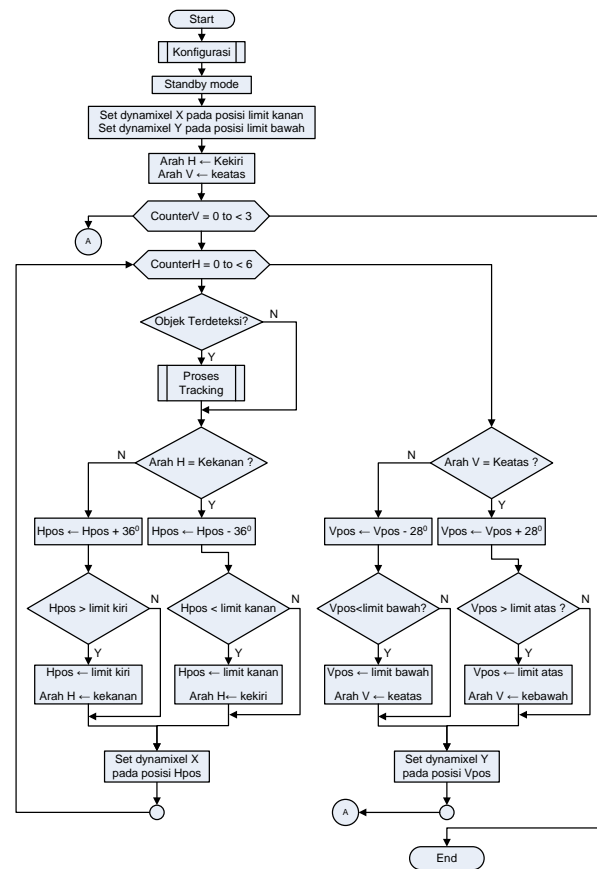 Start
Konfigurasi
Standby mode
Set dynamixel X pada posisi limit kanan
Set dynamixel Y pada posisi limit bawah
Arah H ← Kekiri
Arah V ← keatas
CounterV = 0 to < 3
A
CounterH = 0 to < 6
Objek Terdeteksi?
N
Y
Proses
Tracking
Arah H = Kekanan ?
N
Y
Hpos ← Hpos + 36⁰
Hpos ← Hpos - 36⁰
Hpos > limit kiri
N
Y
Hpos < limit kanan
N
Y
Hpos ← limit kiri
Arah H ← kekanan
Hpos ← limit kanan
Arah H← kekiri
Set dynamixel X
pada posisi Hpos
Arah V = Keatas ?
N
Y
Vpos ← Vpos - 28⁰
Vpos ← Vpos + 28⁰
Vpos<limit bawah?
N
Y
Vpos > limit atas ?
N
Y
Vpos ← limit bawah
Arah V ← keatas
Vpos ← limit atas
Arah V ← kebawah
Set dynamixel Y
pada posisi Vpos
A
End